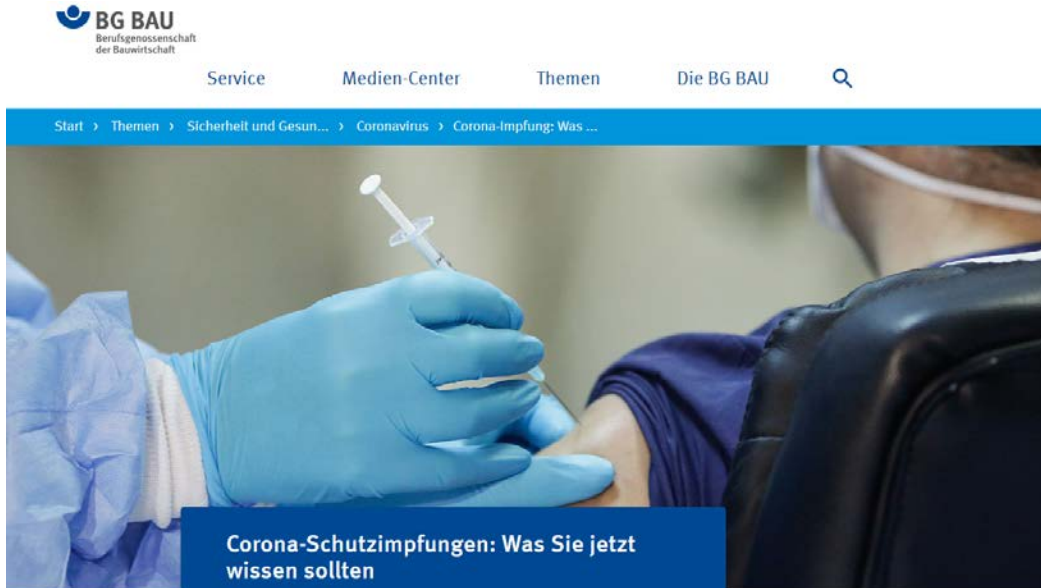 BG BAU
Berufsgenossenschaft
der Bauwirtschaft
Service Medien-Center Themen Die BG BAU
Start › Themen › Sicherheit und Gesun... › Coronavirus › Corona-Impfung: Was ...
Corona-Schutzimpfungen: Was Sie jetzt
wissen sollten